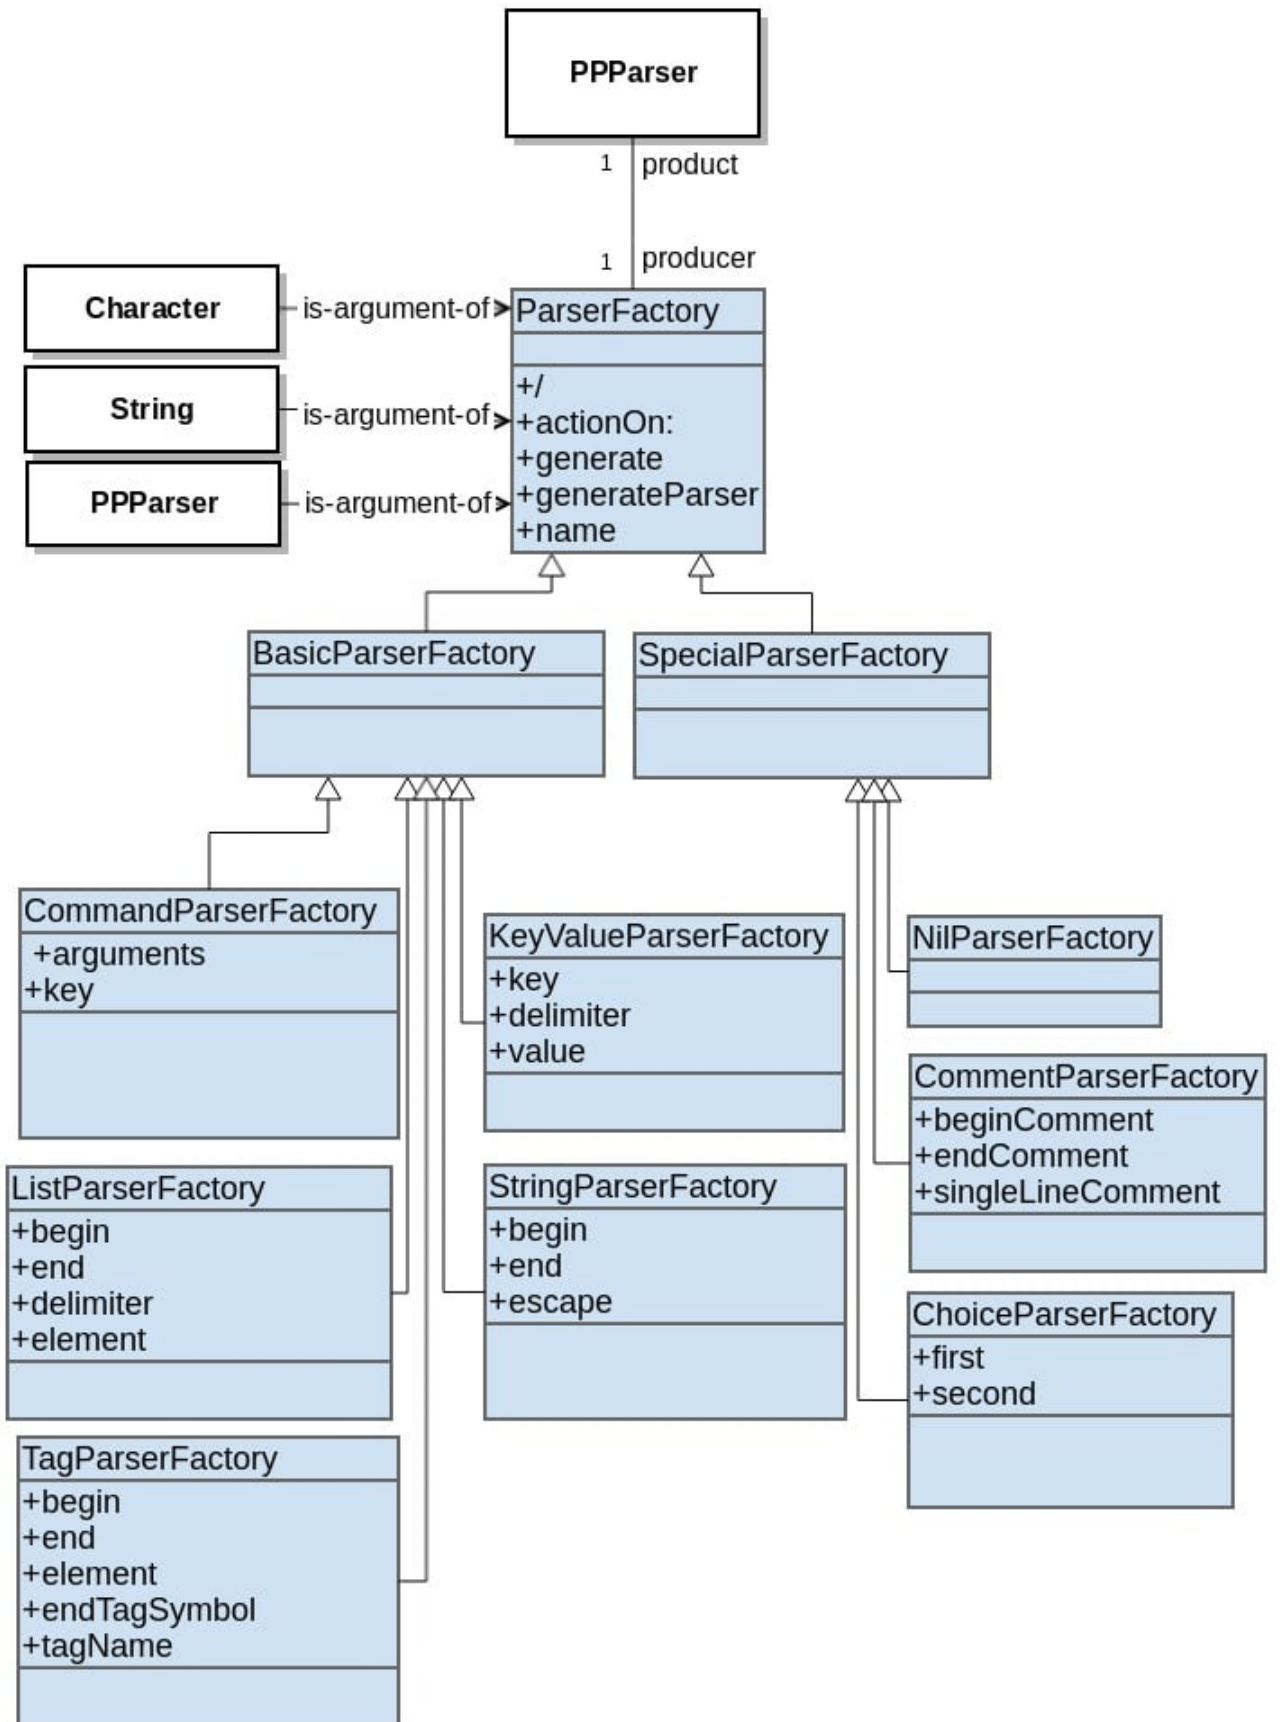 PPParser
1 product
1 producer
Character
is-argument-of
String
is-argument-of
PPParser
is-argument-of
ParserFactory
+/
+actionOn:
+generate
+generateParser
+name
BasicParserFactory
SpecialParserFactory
CommandParserFactory
+arguments
+key
KeyValueParserFactory
+key
+delimiter
+value
NilParserFactory
CommentParserFactory
+beginComment
+endComment
+singleLineComment
ListParserFactory
+begin
+end
+delimiter
+element
StringParserFactory
+begin
+end
+escape
ChoiceParserFactory
+first
+second
TagParserFactory
+begin
+end
+element
+endTagSymbol
+tagName